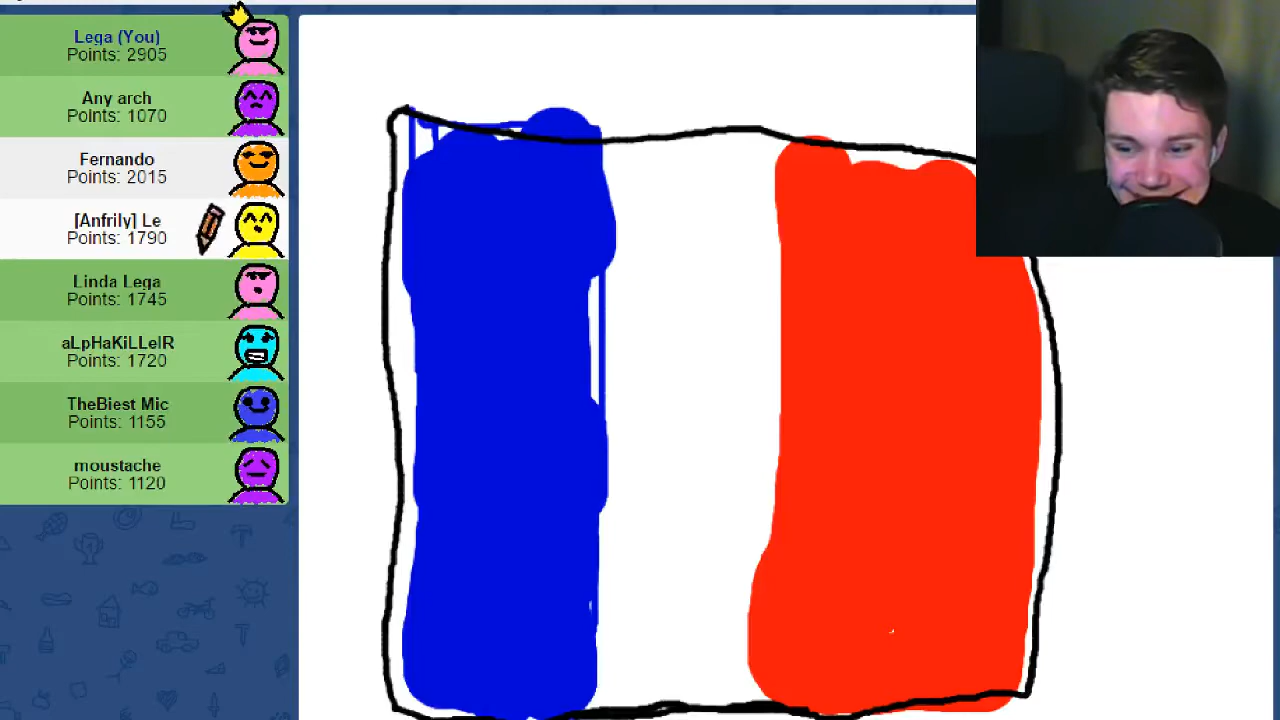 Lega (You)
Points: 2905
Any arch
Points: 1070
Fernando
Points: 2015
[Anfrily] Le
Points: 1790
Linda Lega
Points: 1745
aLpHaKiLLeIR
Points: 1720
TheBiest Mic
Points: 1155
moustache
Points: 1120